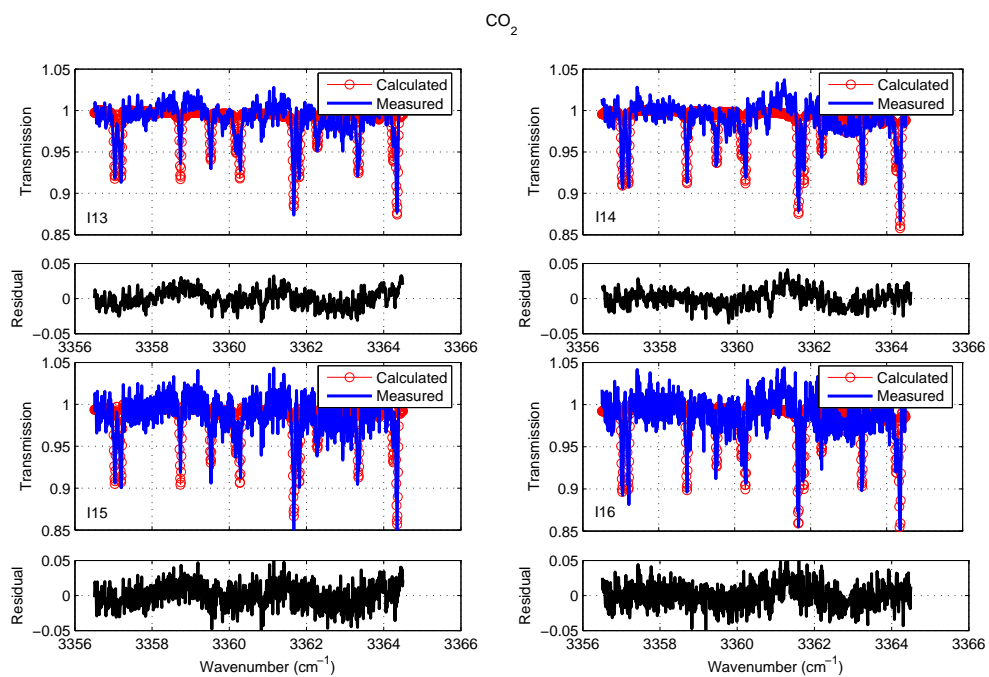 CO2
1.05
1
0.95
0.9
0.85
Transmission
Calculated
Measured
I13
1.05
1
0.95
0.9
0.85
Transmission
Calculated
Measured
I14
0.05
0
−0.05
Residual
3356 3358 3360 3362 3364 3366
0.05
0
−0.05
Residual
3356 3358 3360 3362 3364 3366
1.05
1
0.95
0.9
0.85
Transmission
Calculated
Measured
I15
1.05
1
0.95
0.9
0.85
Transmission
Calculated
Measured
I16
0.05
0
−0.05
Residual
3356 3358 3360 3362 3364 3366
Wavenumber (cm−1)
0.05
0
−0.05
Residual
3356 3358 3360 3362 3364 3366
Wavenumber (cm−1)